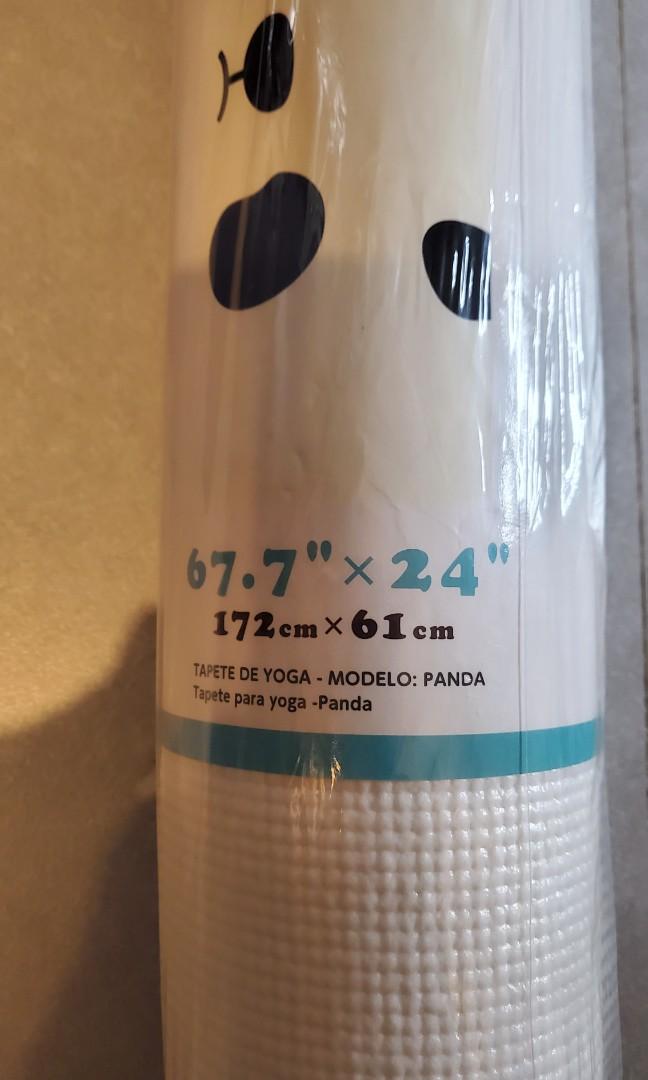 67.7"×24"
172cm×61cm
TAPETE DE YOGA - MODELO: PANDA
Tapete para yoga -Panda